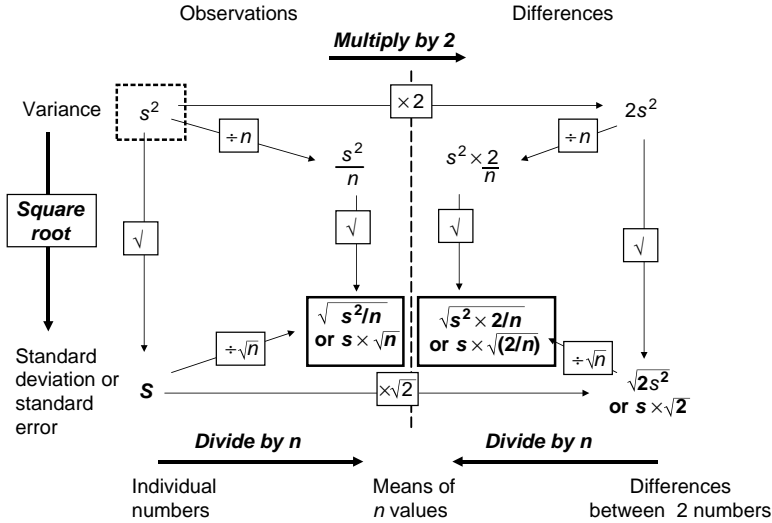 Observations
Differences
Multiply by 2
Variance
s²
×2
2s²
÷n
÷n
s²/n
s² × 2/n
Square
root
√
√
√
√
√s²/n
or s × √n
√s² × 2/n
or s × √(2/n)
÷√n
÷√n
Standard
deviation or
standard
error
s
×√2
√2s²
or s × √2
Divide by n
Divide by n
Individual
numbers
Means of
n values
Differences
between 2 numbers